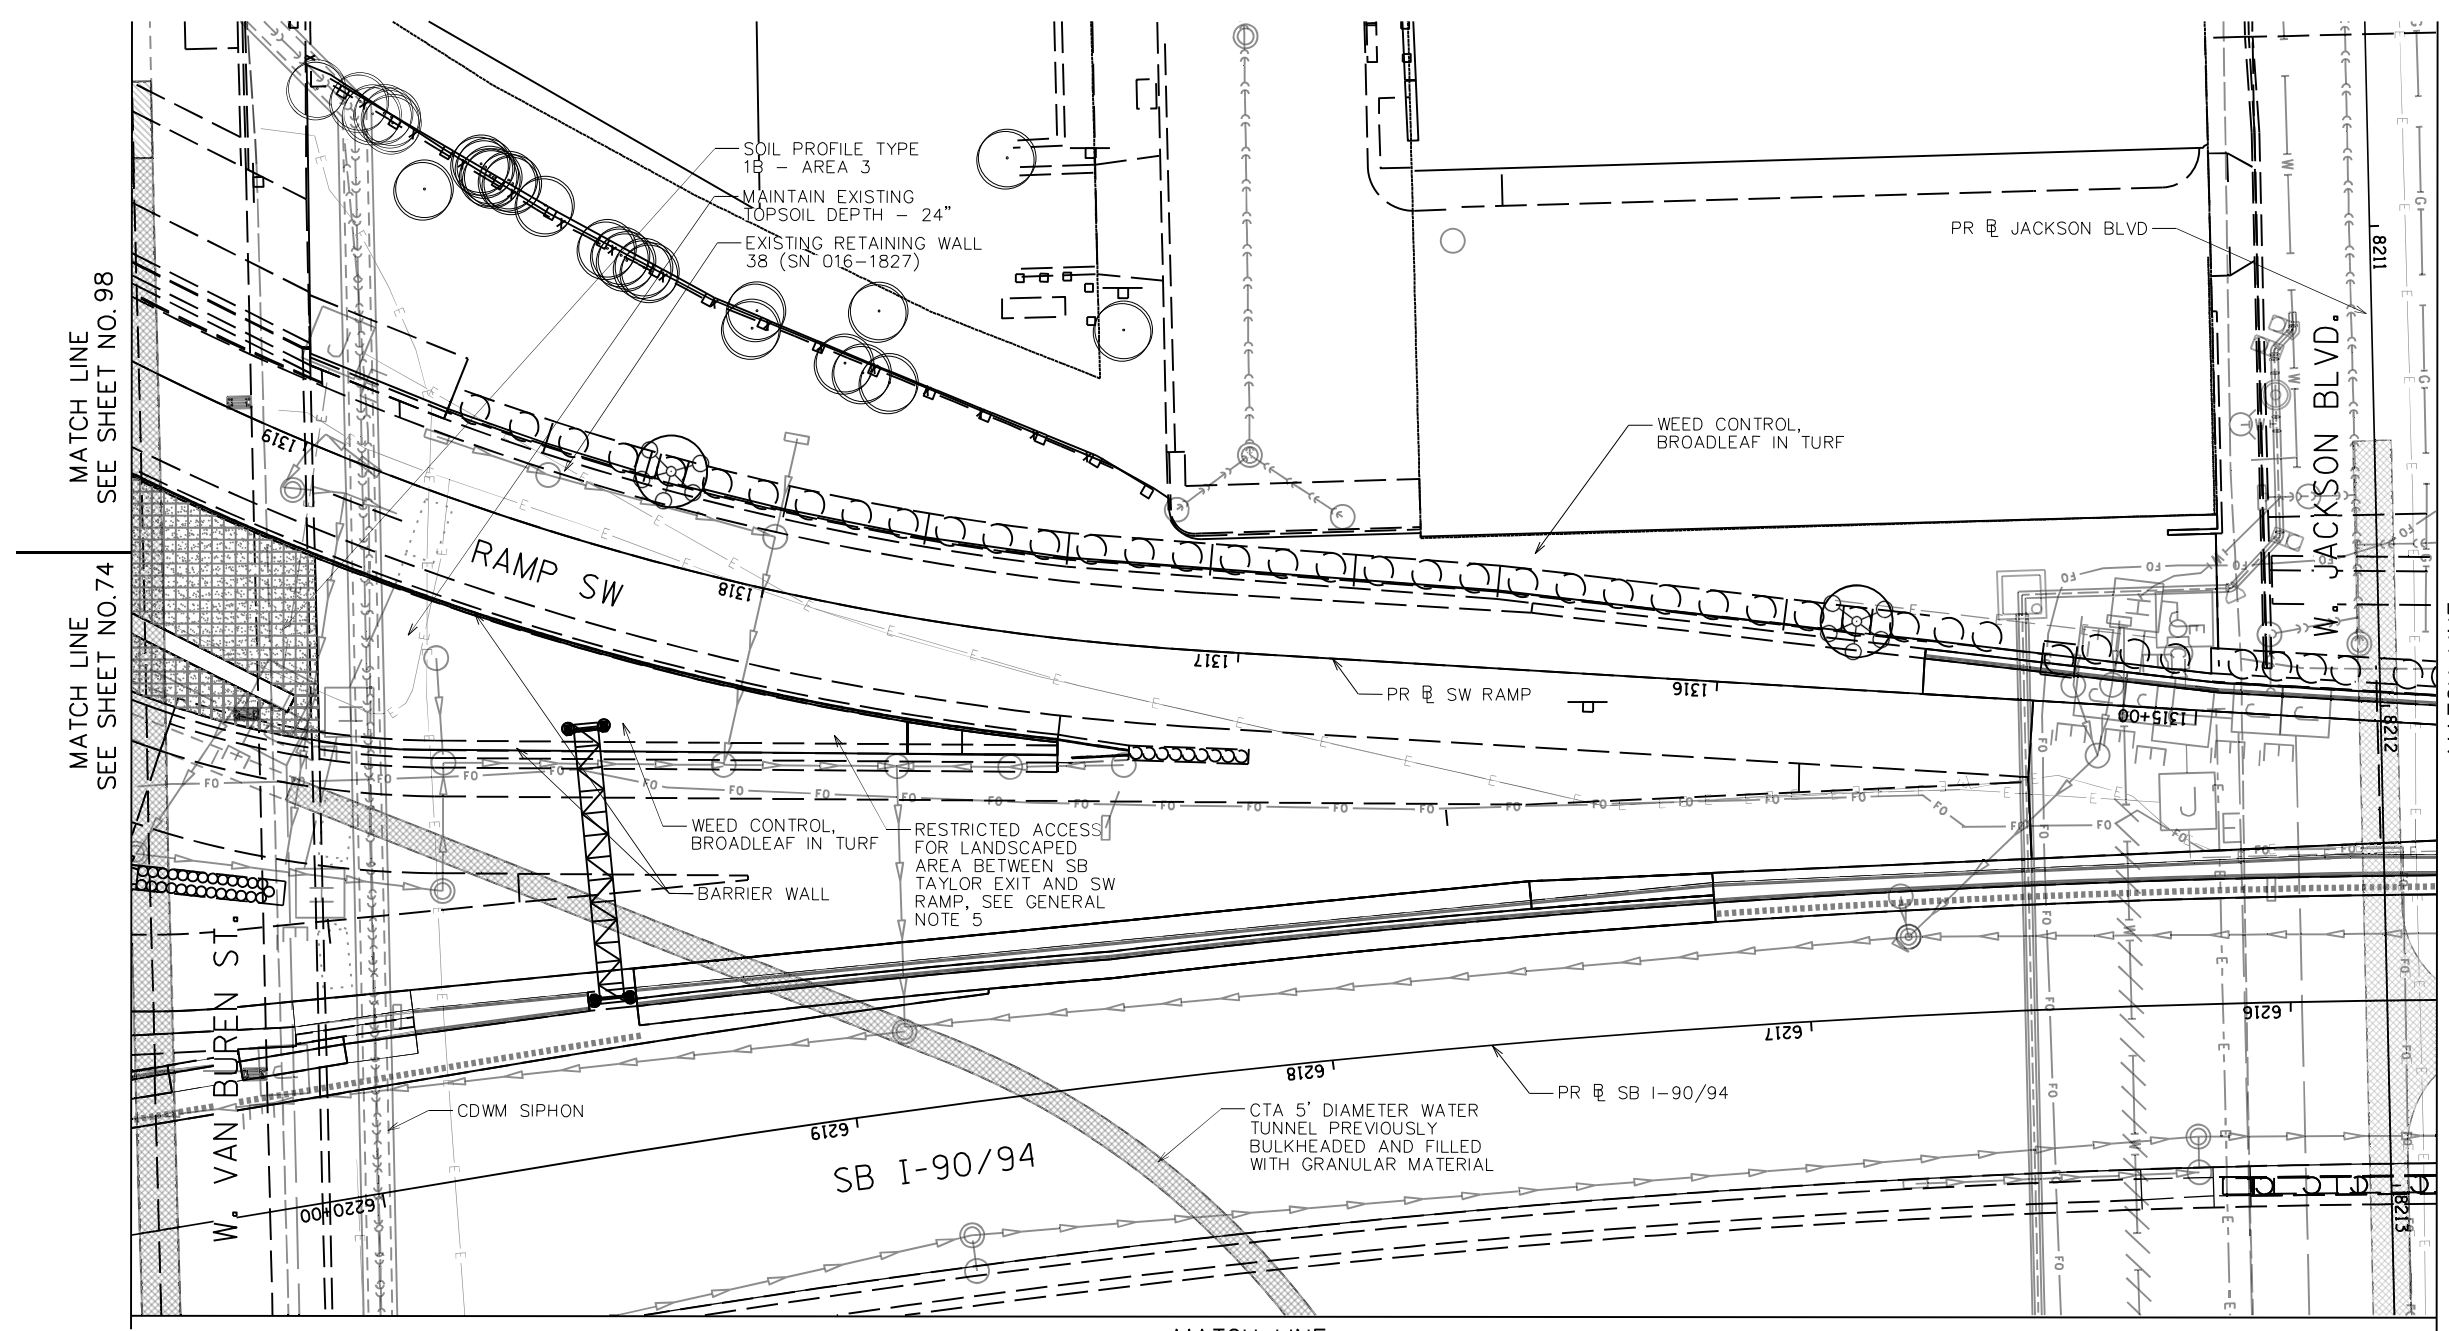 SOIL PROFILE TYPE
1B – AREA 3
MAINTAIN EXISTING
TOPSOIL DEPTH – 24"
EXISTING RETAINING WALL
38 (SN 016-1827)
PR ꟼB JACKSON BLVD
8211
MATCH LINE
SEE SHEET NO. 98
MATCH LINE
SEE SHEET NO.74
W. JACKSON BLVD.
WEED CONTROL,
BROADLEAF IN TURF
1319
RAMP SW
1318
1317
PR BL SW RAMP
1316
1315+00
8212
WEED CONTROL,
BROADLEAF IN TURF
BARRIER WALL
RESTRICTED ACCESS
FOR LANDSCAPED
AREA BETWEEN SB
TAYLOR EXIT AND SW
RAMP, SEE GENERAL
NOTE 5
W. VAN BUREN ST.
CDWM SIPHON
6216
6217
6218
6219
6220+00
PR BL SB I-90/94
SB I-90/94
CTA 5' DIAMETER WATER
TUNNEL PREVIOUSLY
BULKHEADED AND FILLED
WITH GRANULAR MATERIAL
8213